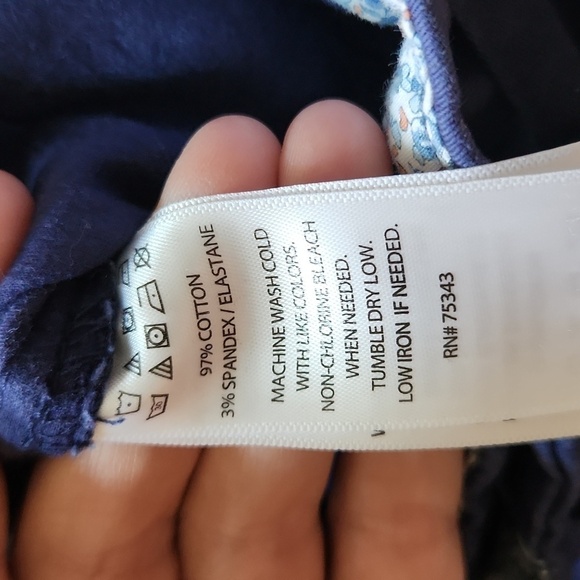 97% COTTON
3% SPANDEX / ELASTANE
MACHINE WASH COLD
WITH LIKE COLORS.
NON-CHLORINE BLEACH
WHEN NEEDED.
TUMBLE DRY LOW.
LOW IRON IF NEEDED.
RN# 75343